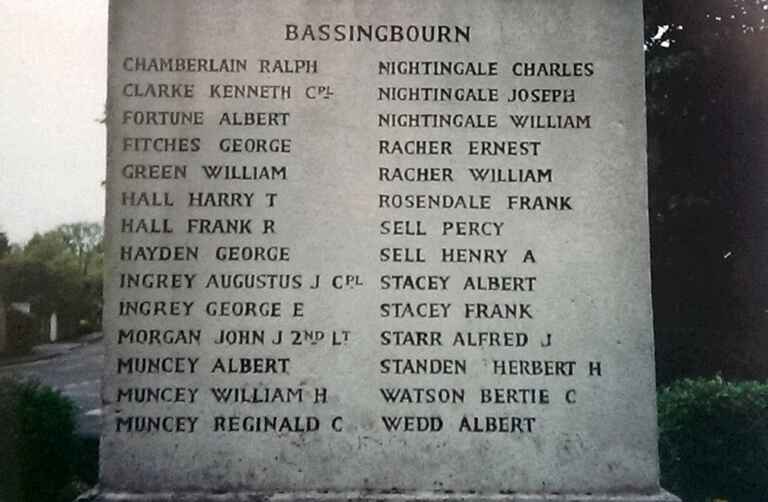 BASSINGBOURN
CHAMBERLAIN RALPH
CLARKE KENNETH CPL
FORTUNE ALBERT
FITCHES GEORGE
GREEN WILLIAM
HALL HARRY T
HALL FRANK R
HAYDEN GEORGE
INGREY AUGUSTUS J CPL
INGREY GEORGE E
MORGAN JOHN J 2ND LT
MUNCEY ALBERT
MUNCEY WILLIAM H
MUNCEY REGINALD C
NIGHTINGALE CHARLES
NIGHTINGALE JOSEPH
NIGHTINGALE WILLIAM
RACHER ERNEST
RACHER WILLIAM
ROSENDALE FRANK
SELL PERCY
SELL HENRY A
STACEY ALBERT
STACEY FRANK
STARR ALFRED J
STANDEN HERBERT H
WATSON BERTIE C
WEDD ALBERT